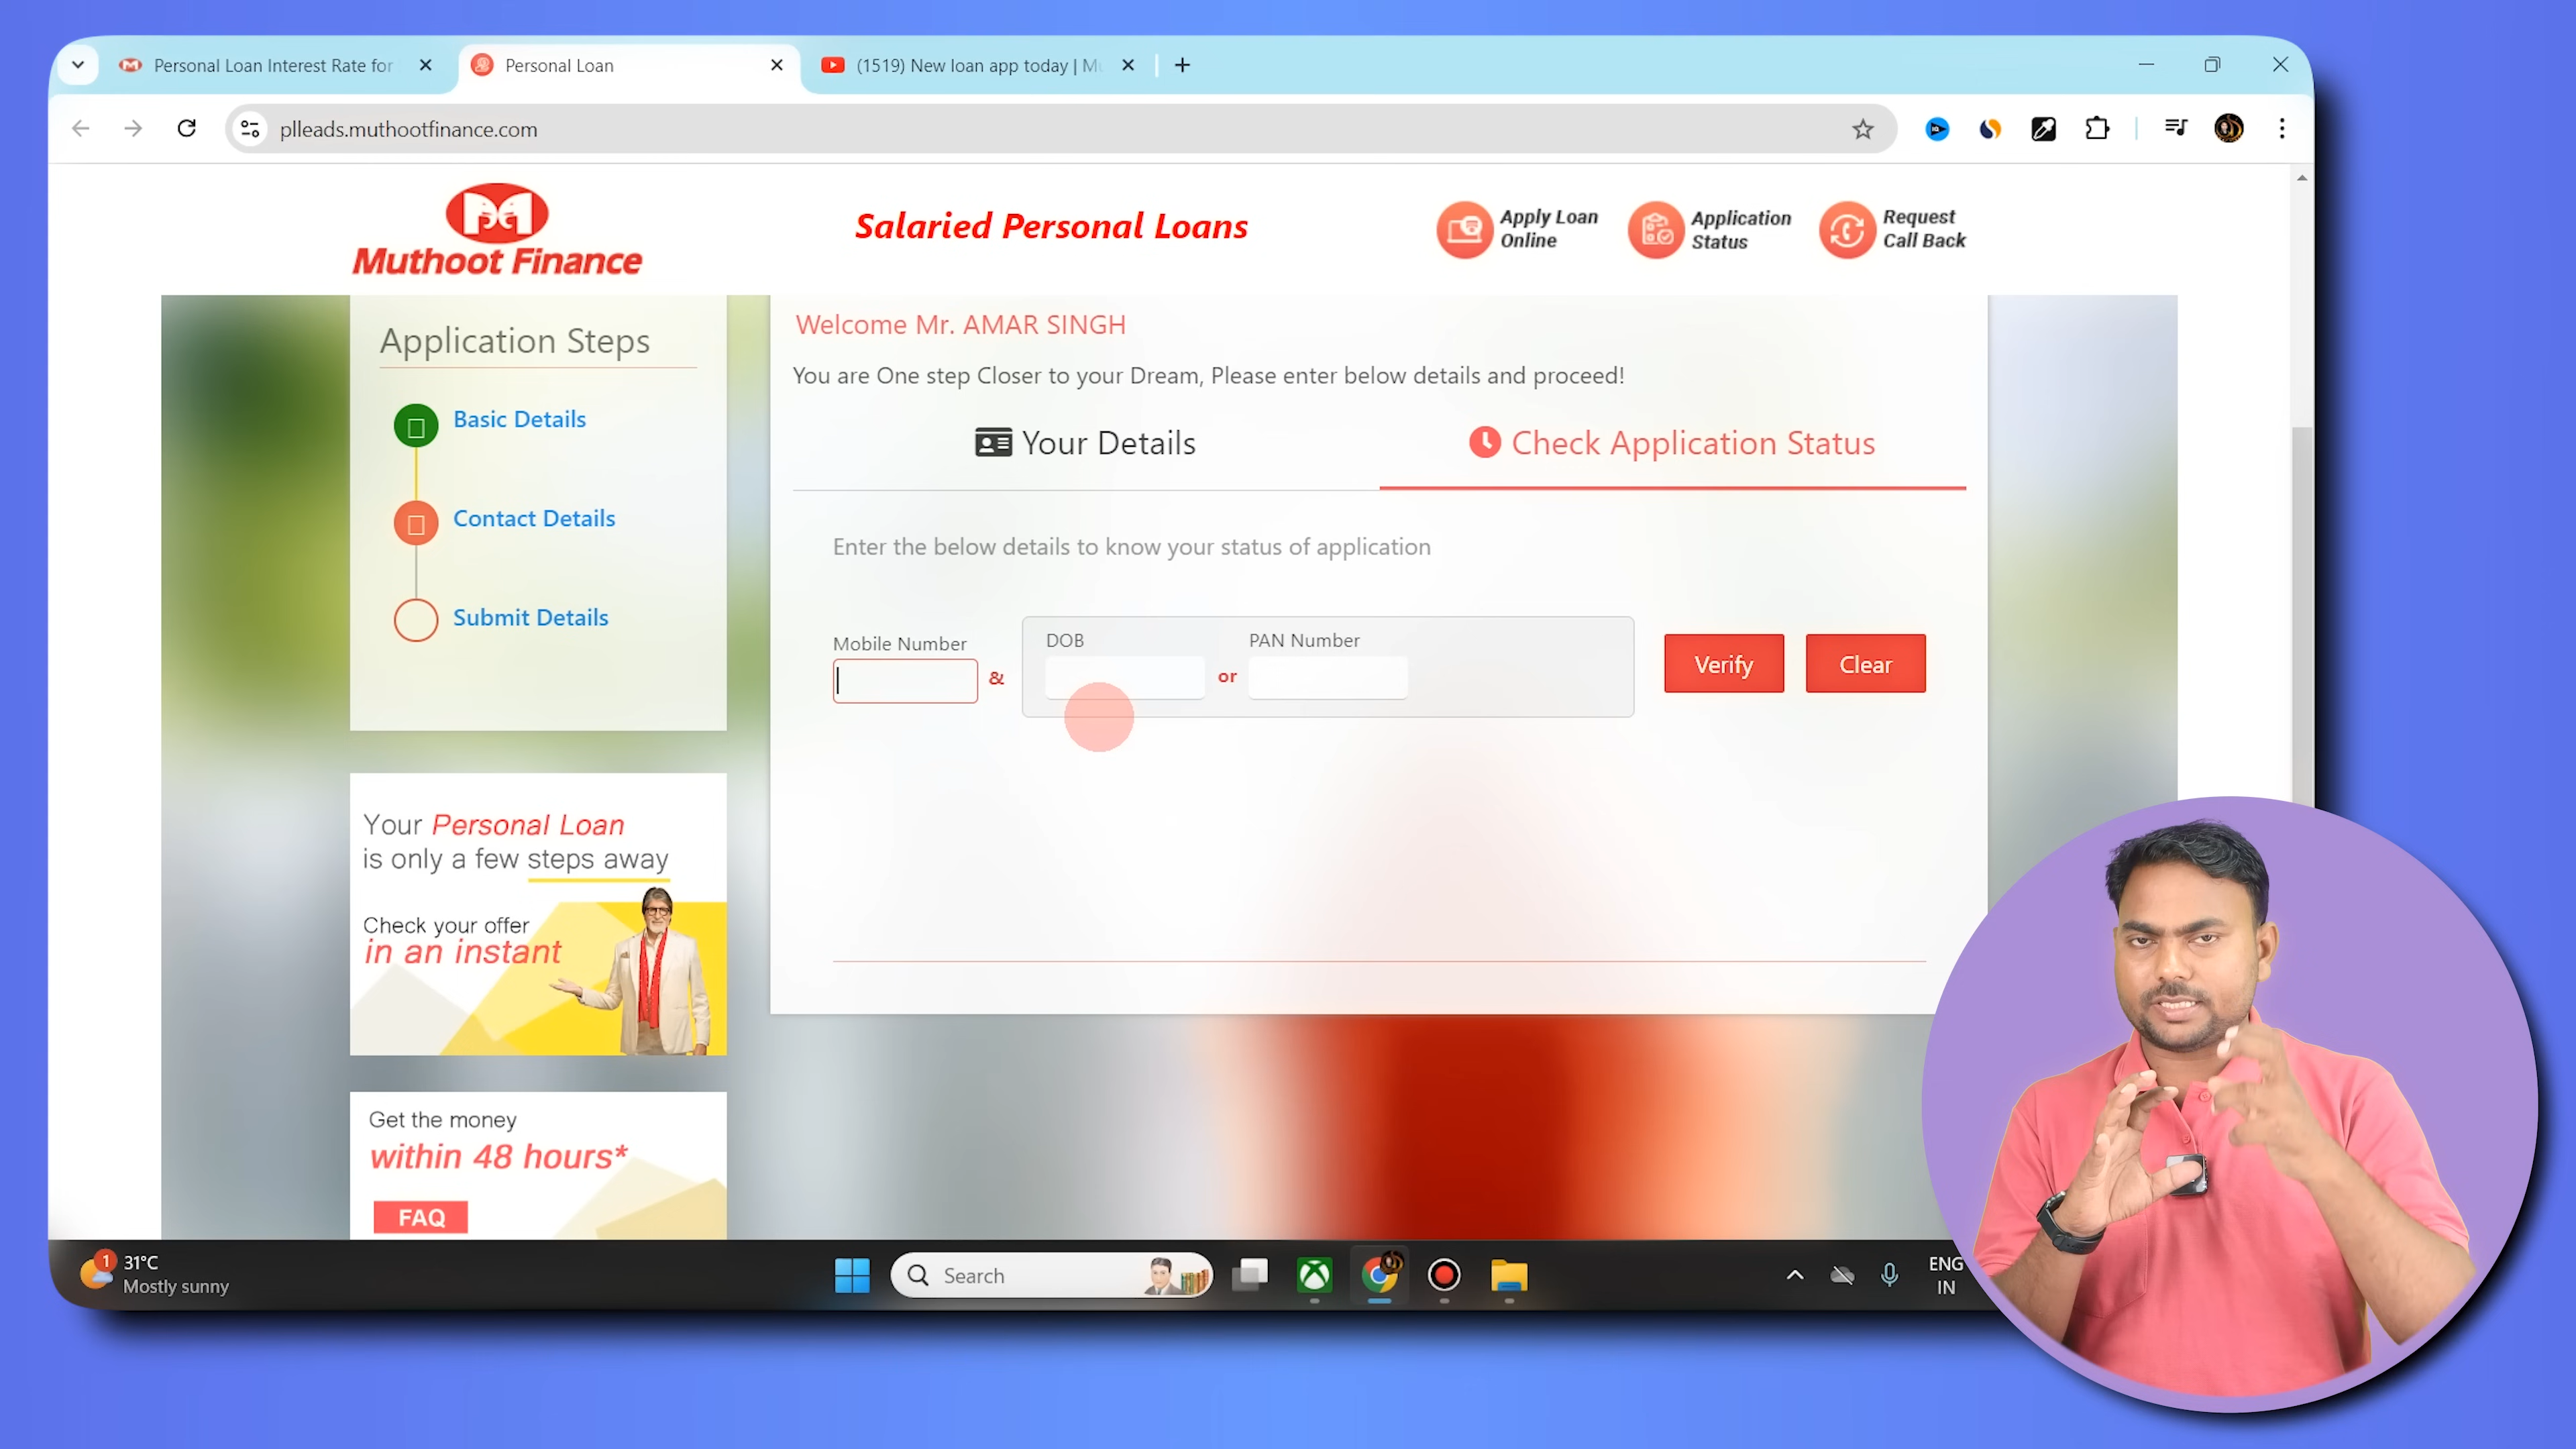 Personal Loan Interest Rate for
Personal Loan
(1519) New loan app today | Mu
plleads.muthootfinance.com
Muthoot Finance
Salaried Personal Loans
Apply Loan
Online
Application
Status
Request
Call Back
Application Steps
Basic Details
Contact Details
Submit Details
Welcome Mr. AMAR SINGH
You are One step Closer to your Dream, Please enter below details and proceed!
Your Details
Check Application Status
Enter the below details to know your status of application
Mobile Number
&
DOB
or
PAN Number
Verify
Clear
Your Personal Loan
is only a few steps away
Check your offer
in an instant
Get the money
within 48 hours*
FAQ
1
31°C
Mostly sunny
Search
ENG
IN